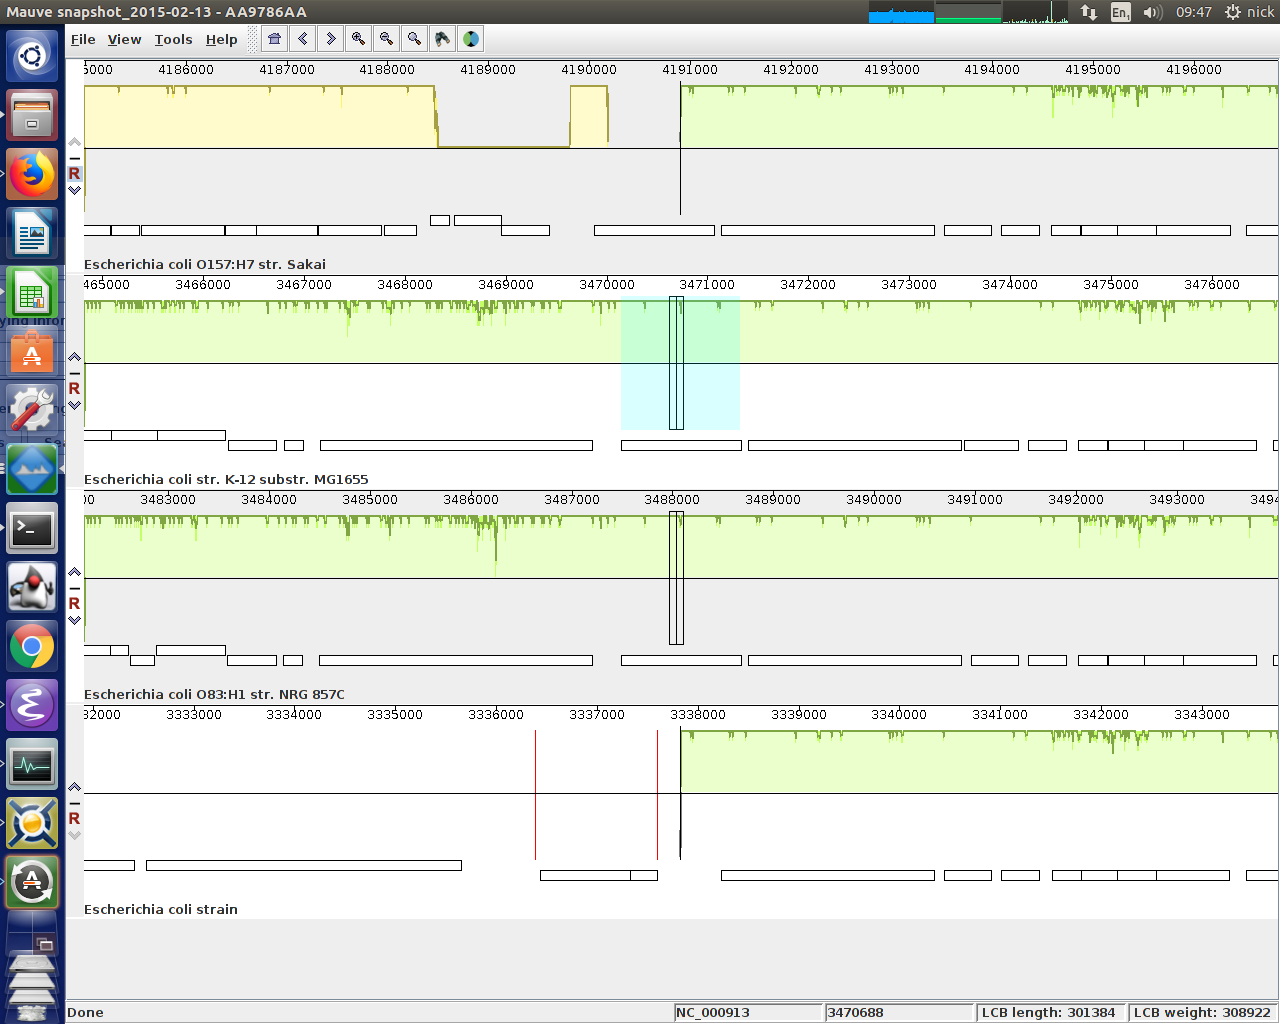 Mauve snapshot_2015-02-13 - AA9786AA
En1
09:47
nick
File View Tools Help
5000 4186000 4187000 4188000 4189000 4190000 4191000 4192000 4193000 4194000 4195000 4196000
R
Escherichia coli O157:H7 str. Sakai
3465000 3466000 3467000 3468000 3469000 3470000 3471000 3472000 3473000 3474000 3475000 3476000
R
Escherichia coli str. K-12 substr. MG1655
00 3483000 3484000 3485000 3486000 3487000 3488000 3489000 3490000 3491000 3492000 3493000 3494
R
Escherichia coli O83:H1 str. NRG 857C
32000 3333000 3334000 3335000 3336000 3337000 3338000 3339000 3340000 3341000 3342000 3343000
R
Escherichia coli strain
Done
NC_000913
3470688
LCB length: 301384
LCB weight: 308922